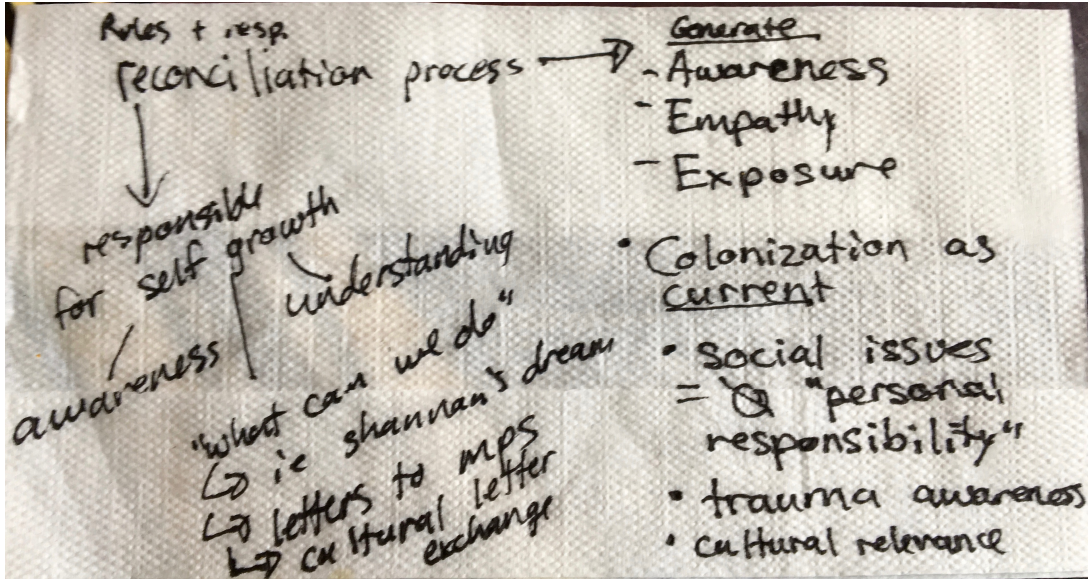 Roles + resp.
reconciliation process →
↓
responsible
for self growth
awareness
understanding
"what can we do"
↳ ie shannan's dream
↳ letters to mps
↳ cultural letter
exchange
Generate
- Awareness
- Empathy
- Exposure
• Colonization as
current
• social issues
= "personal
responsibility"
• trauma awareness
• cultural relevance